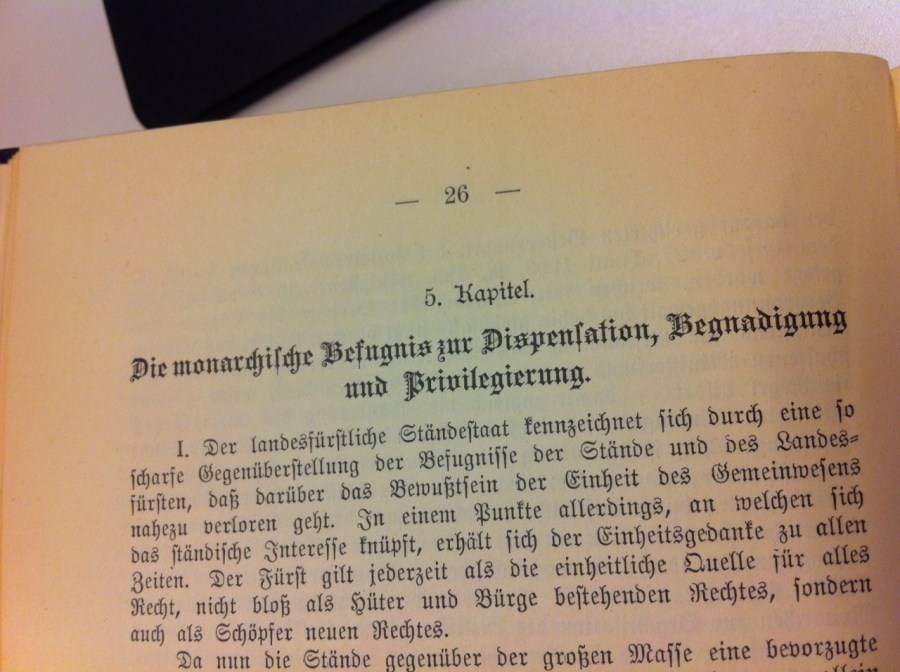 — 26 —
5. Kapitel.
Die monarchische Befugnis zur Dispensation, Begnadigung
und Privilegierung.
I. Der landesfürstliche Ständestaat kennzeichnet sich durch eine so
scharfe Gegenüberstellung der Befugnisse der Stände und des Landes-
fürsten, daß darüber das Bewußtsein der Einheit des Gemeinwesens
nahezu verloren geht. In einem Punkte allerdings, an welchen sich
das ständische Interesse knüpft, erhält sich der Einheitsgedanke zu allen
Zeiten. Der Fürst gilt jederzeit als die einheitliche Quelle für alles
Recht, nicht bloß als Hüter und Bürge bestehenden Rechtes, sondern
auch als Schöpfer neuen Rechtes.
Da nun die Stände gegenüber der großen Masse eine bevorzugte
allein